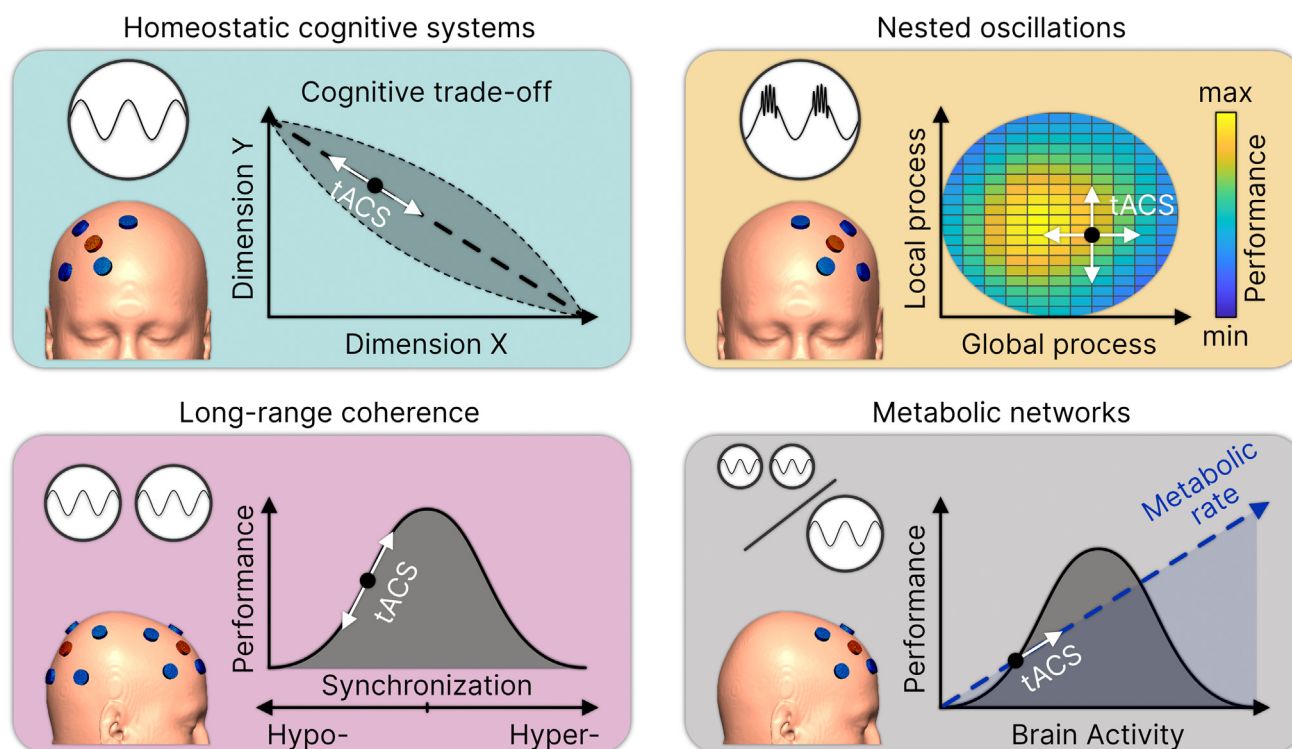 Homeostatic cognitive systems
Cognitive trade-off
Dimension Y
tACS
Dimension X
Nested oscillations
Local process
tACS
Global process
max
Performance
min
Long-range coherence
Performance
tACS
Synchronization
Hypo-
Hyper-
Metabolic networks
Metabolic
rate
Performance
tACS
Brain Activity